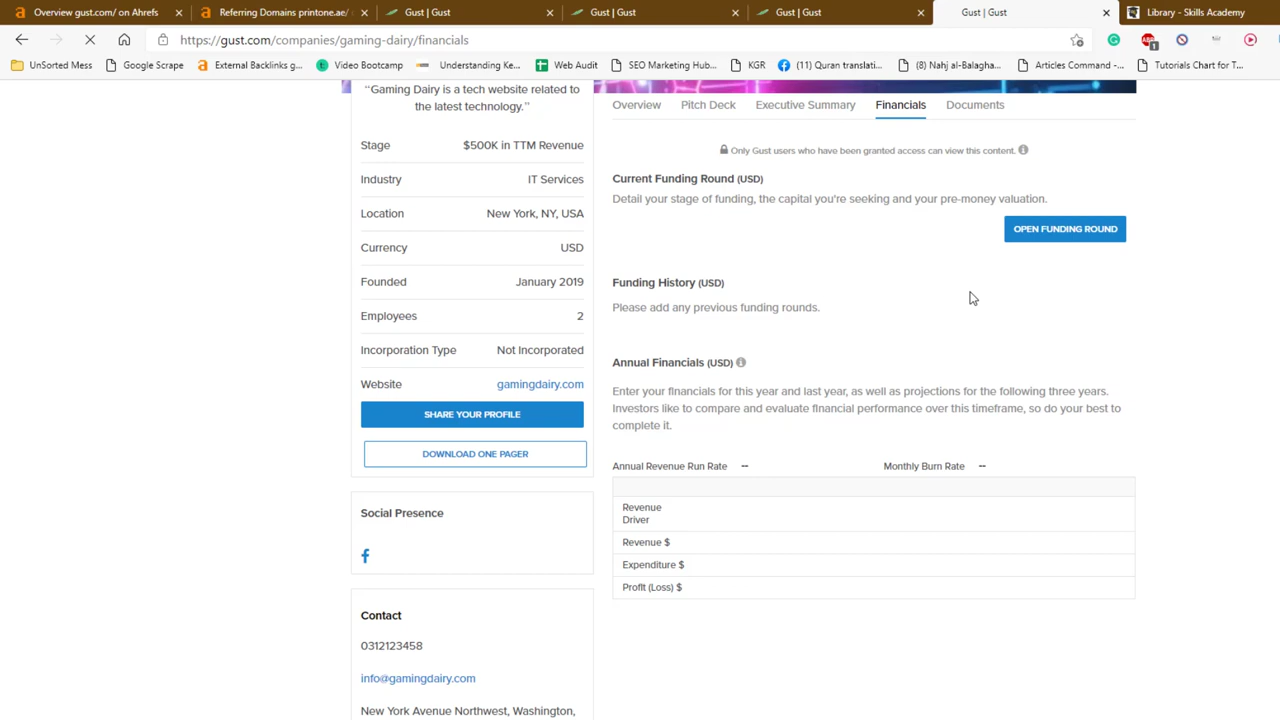 Overview gust.com/ on Ahrefs
Referring Domains printone.ae/
Gust | Gust
Gust | Gust
Gust | Gust
Gust | Gust
Library - Skills Academy
https://gust.com/companies/gaming-dairy/financials
1
UnSorted Mess
Google Scrape
External Backlinks g...
Video Bootcamp
Understanding Ke...
Web Audit
SEO Marketing Hub...
KGR
(11) Quran translati...
(8) Nahj al-Balagha...
Articles Command -...
Tutorials Chart for T...
“Gaming Dairy is a tech website related to
the latest technology.”
Stage $500K in TTM Revenue
Industry IT Services
Location New York, NY, USA
Currency USD
Founded January 2019
Employees 2
Incorporation Type Not Incorporated
Website gamingdairy.com
SHARE YOUR PROFILE
DOWNLOAD ONE PAGER
Social Presence
Contact
0312123458
info@gamingdairy.com
New York Avenue Northwest, Washington,
Overview Pitch Deck Executive Summary Financials Documents
Only Gust users who have been granted access can view this content.
Current Funding Round (USD)
Detail your stage of funding, the capital you're seeking and your pre-money valuation.
OPEN FUNDING ROUND
Funding History (USD)
Please add any previous funding rounds.
Annual Financials (USD)
Enter your financials for this year and last year, as well as projections for the following three years.
Investors like to compare and evaluate financial performance over this timeframe, so do your best to
complete it.
Annual Revenue Run Rate -- Monthly Burn Rate --
Revenue
Driver
Revenue $
Expenditure $
Profit (Loss) $